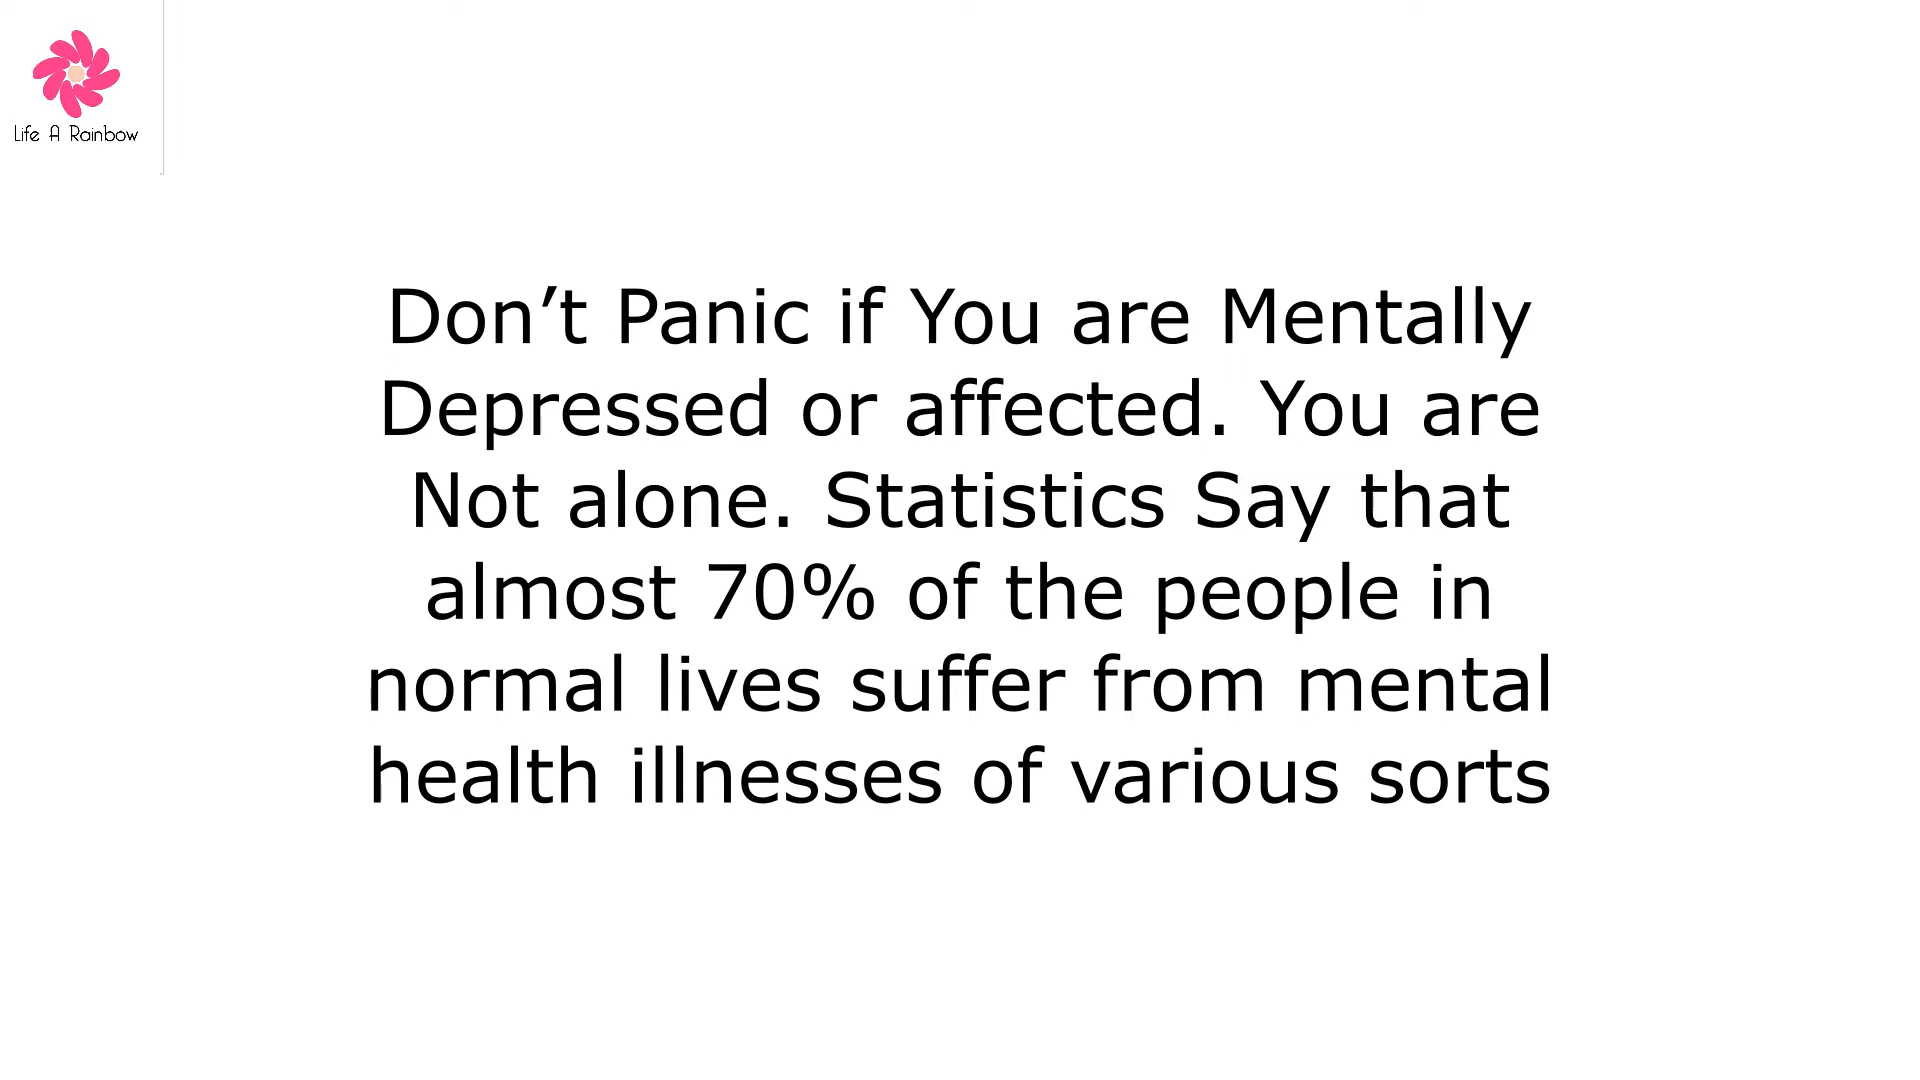 Life A Rainbow
Don’t Panic if You are Mentally
Depressed or affected. You are
Not alone. Statistics Say that
almost 70% of the people in
normal lives suffer from mental
health illnesses of various sorts